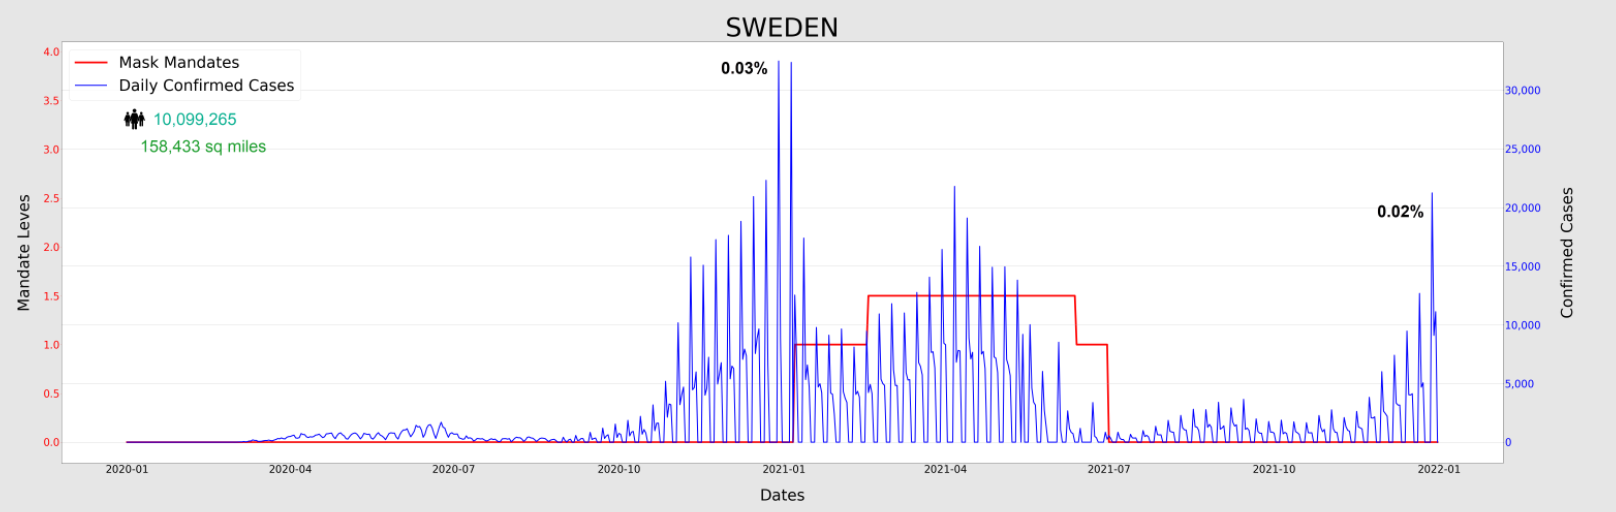 SWEDEN
Mask Mandates
Daily Confirmed Cases
10,099,265
158,433 sq miles
0.03%
0.02%
Mandate Leves
4.0
3.5
3.0
2.5
2.0
1.5
1.0
0.5
0.0
30,000
25,000
20,000
15,000
10,000
5,000
0
Confirmed Cases
2020-01 2020-04 2020-07 2020-10 2021-01 2021-04 2021-07 2021-10 2022-01
Dates